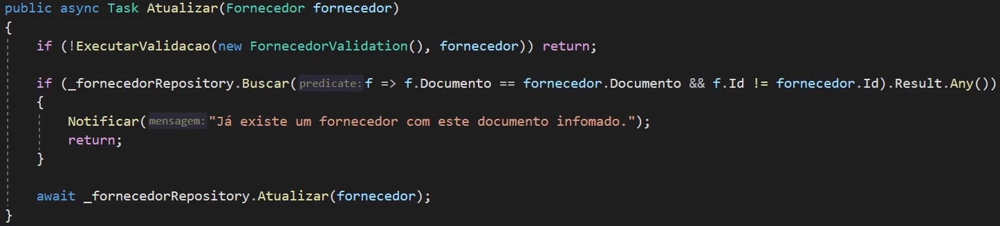 public async Task Atualizar(Fornecedor fornecedor)
{
if (!ExecutarValidacao(new FornecedorValidation(), fornecedor)) return;
if (_fornecedorRepository.Buscar(predicate:f => f.Documento == fornecedor.Documento && f.Id != fornecedor.Id).Result.Any())
{
Notificar(mensagem:"Já existe um fornecedor com este documento infomado.");
return;
}
await _fornecedorRepository.Atualizar(fornecedor);
}